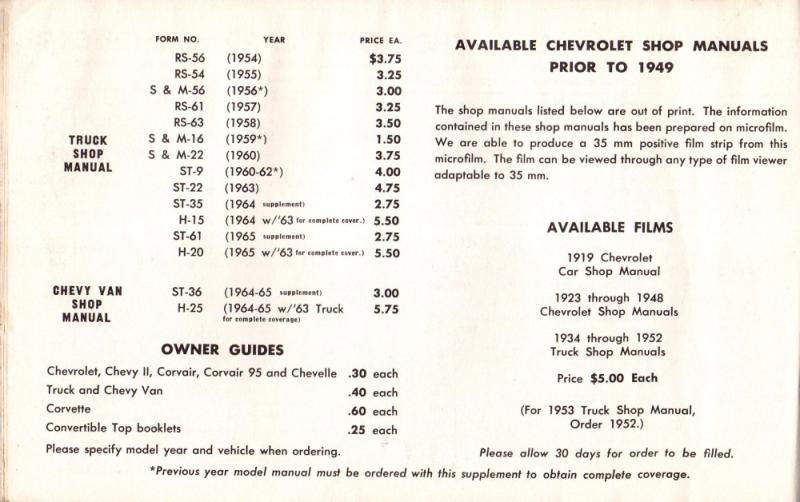 FORM NO. YEAR PRICE EA.
RS-56 (1954) $3.75
RS-54 (1955) 3.25
S & M-56 (1956*) 3.00
RS-61 (1957) 3.25
RS-63 (1958) 3.50
TRUCK SHOP MANUAL
S & M-16 (1959*) 1.50
S & M-22 (1960) 3.75
ST-9 (1960-62*) 4.00
ST-22 (1963) 4.75
ST-35 (1964 supplement) 2.75
H-15 (1964 w/'63 for complete cover.) 5.50
ST-61 (1965 supplement) 2.75
H-20 (1965 w/'63 for complete cover.) 5.50
CHEVY VAN SHOP MANUAL
ST-36 (1964-65 supplement) 3.00
H-25 (1964-65 w/'63 Truck 5.75
for complete coverage)
OWNER GUIDES
Chevrolet, Chevy II, Corvair, Corvair 95 and Chevelle .30 each
Truck and Chevy Van .40 each
Corvette .60 each
Convertible Top booklets .25 each
Please specify model year and vehicle when ordering.
AVAILABLE CHEVROLET SHOP MANUALS
PRIOR TO 1949
The shop manuals listed below are out of print. The information
contained in these shop manuals has been prepared on microfilm.
We are able to produce a 35 mm positive film strip from this
microfilm. The film can be viewed through any type of film viewer
adaptable to 35 mm.
AVAILABLE FILMS
1919 Chevrolet
Car Shop Manual
1923 through 1948
Chevrolet Shop Manuals
1934 through 1952
Truck Shop Manuals
Price $5.00 Each
(For 1953 Truck Shop Manual,
Order 1952.)
Please allow 30 days for order to be filled.
*Previous year model manual must be ordered with this supplement to obtain complete coverage.